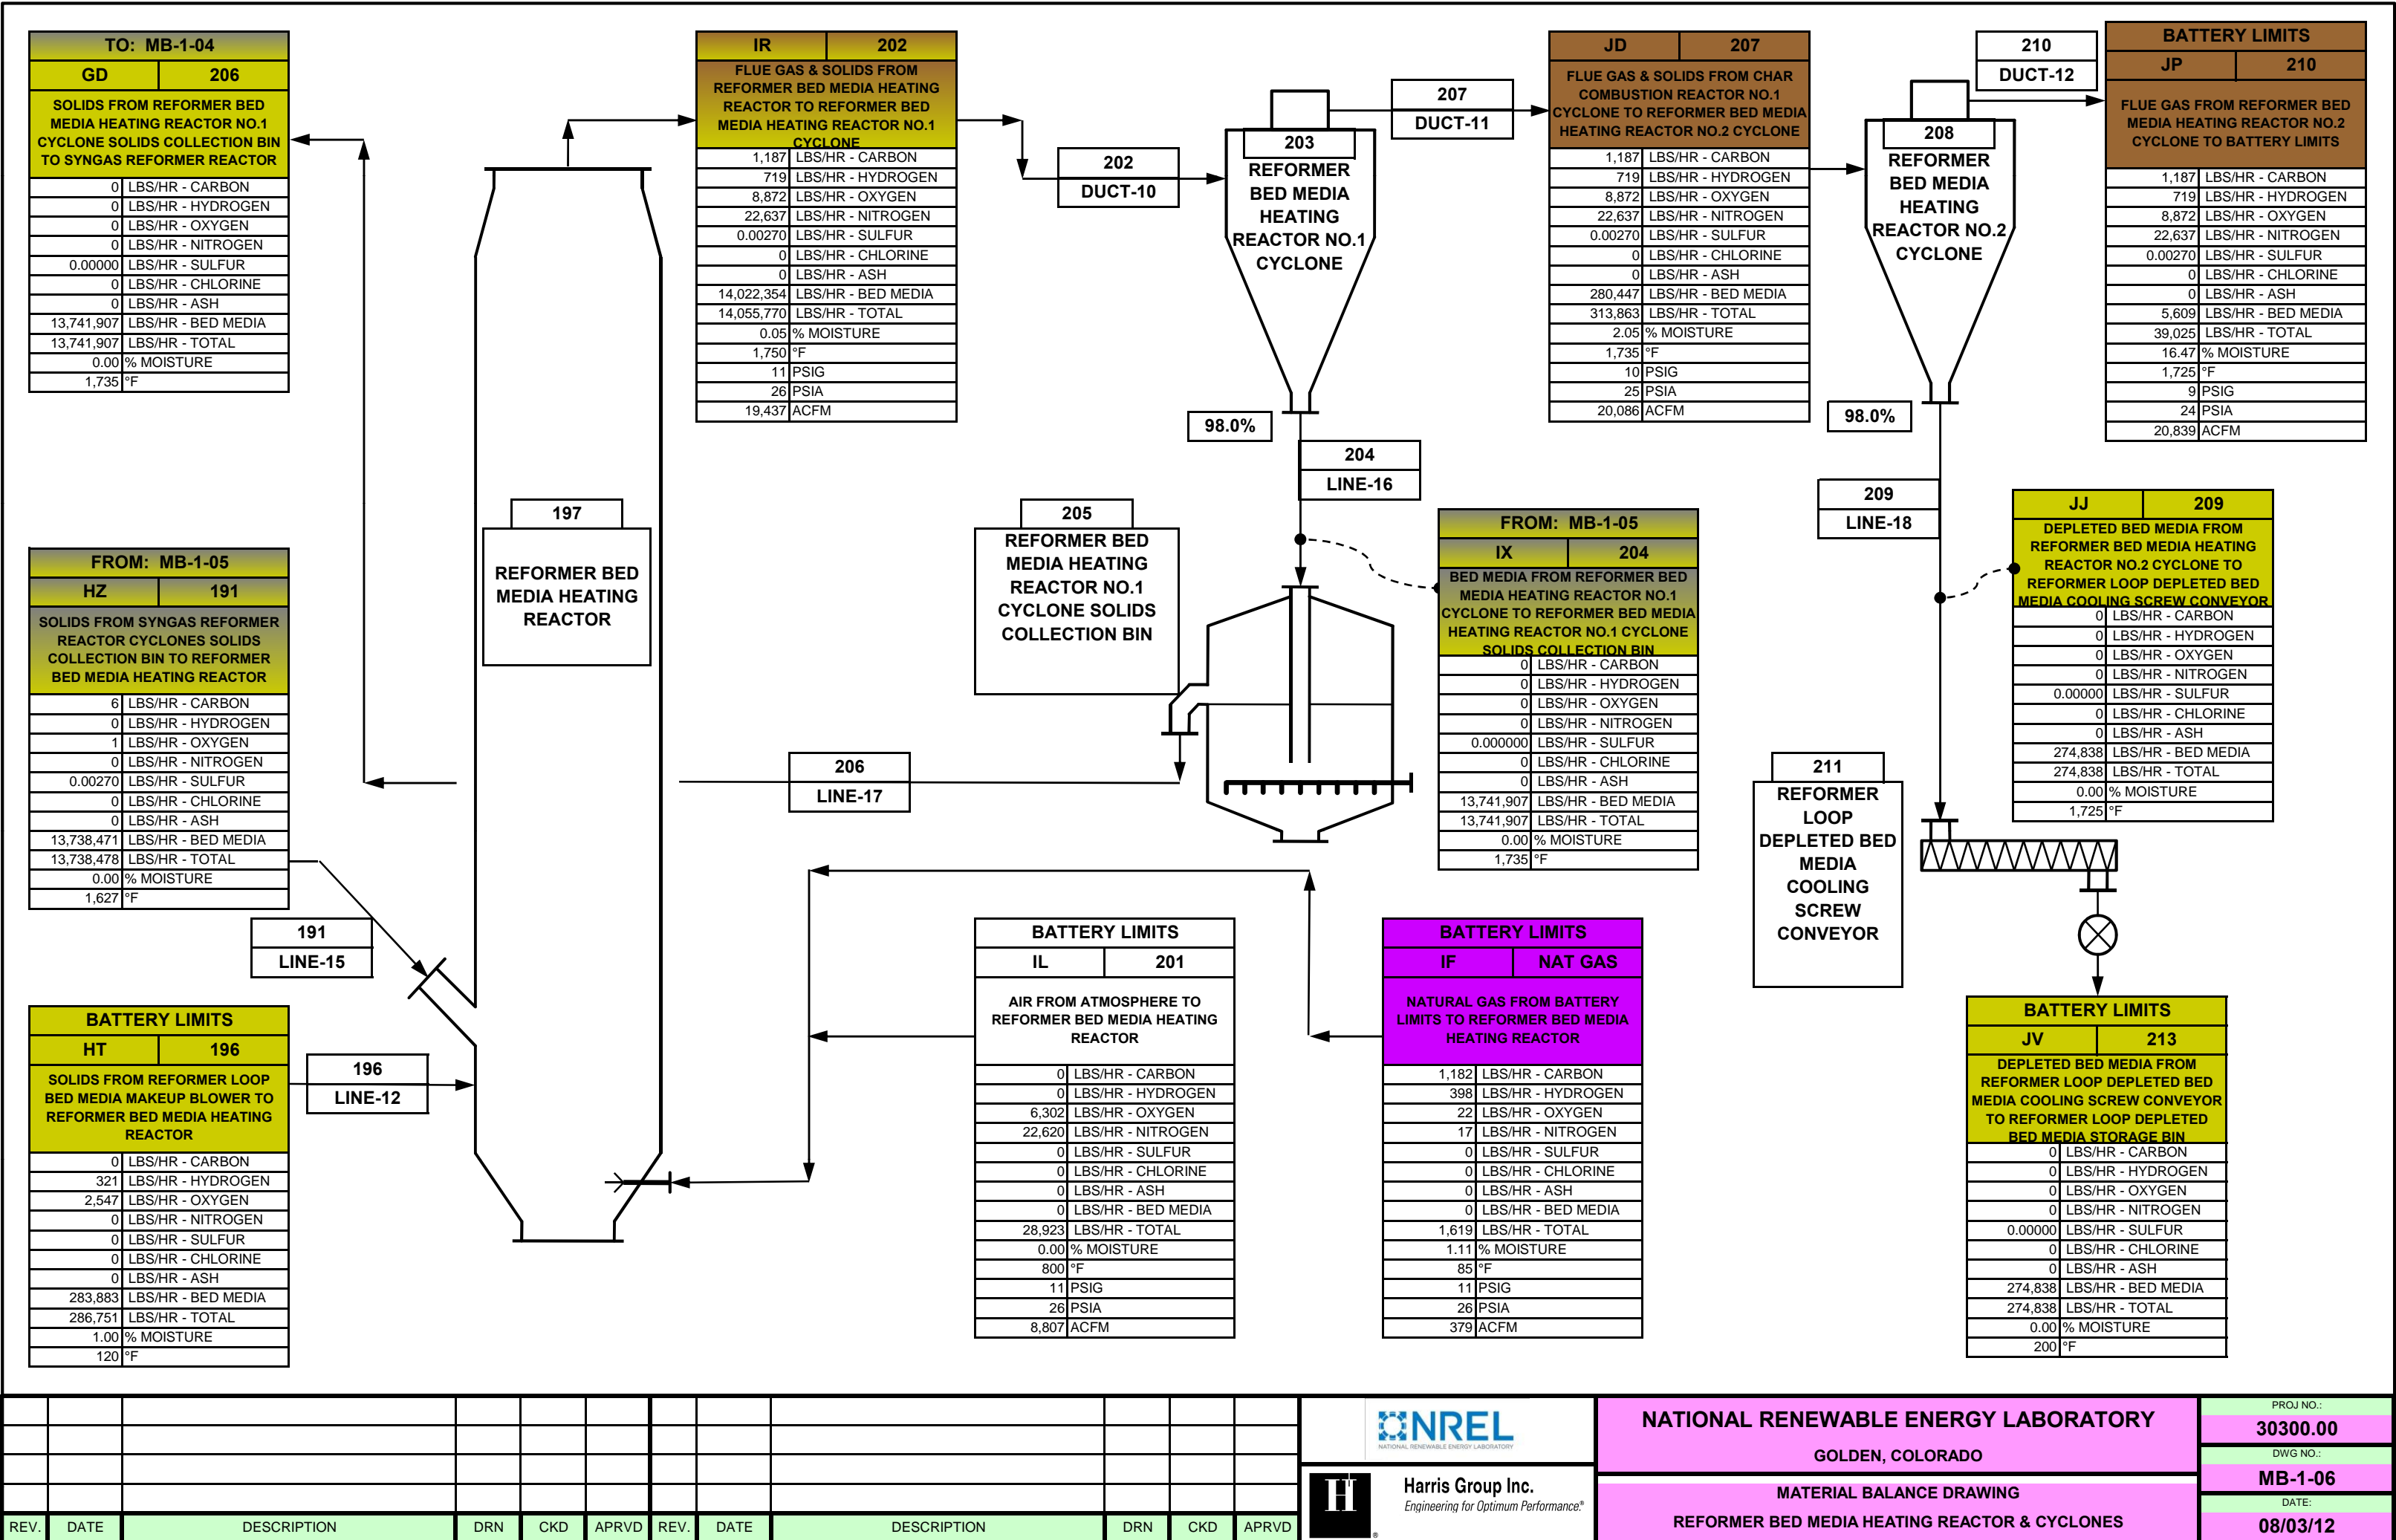 TO: MB-1-04
GD 206
SOLIDS FROM REFORMER BED
MEDIA HEATING REACTOR NO.1
CYCLONE SOLIDS COLLECTION BIN
TO SYNGAS REFORMER REACTOR
0 LBS/HR - CARBON
0 LBS/HR - HYDROGEN
0 LBS/HR - OXYGEN
0 LBS/HR - NITROGEN
0.00000 LBS/HR - SULFUR
0 LBS/HR - CHLORINE
0 LBS/HR - ASH
13,741,907 LBS/HR - BED MEDIA
13,741,907 LBS/HR - TOTAL
0.00 % MOISTURE
1,735 °F
IR 202
FLUE GAS & SOLIDS FROM
REFORMER BED MEDIA HEATING
REACTOR TO REFORMER BED
MEDIA HEATING REACTOR NO.1
CYCLONE
1,187 LBS/HR - CARBON
719 LBS/HR - HYDROGEN
8,872 LBS/HR - OXYGEN
22,637 LBS/HR - NITROGEN
0.00270 LBS/HR - SULFUR
0 LBS/HR - CHLORINE
0 LBS/HR - ASH
14,022,354 LBS/HR - BED MEDIA
14,055,770 LBS/HR - TOTAL
0.05 % MOISTURE
1,750 °F
11 PSIG
26 PSIA
19,437 ACFM
202
DUCT-10
203
REFORMER
BED MEDIA
HEATING
REACTOR NO.1
CYCLONE
98.0%
207
DUCT-11
JD 207
FLUE GAS & SOLIDS FROM CHAR
COMBUSTION REACTOR NO.1
CYCLONE TO REFORMER BED MEDIA
HEATING REACTOR NO.2 CYCLONE
1,187 LBS/HR - CARBON
719 LBS/HR - HYDROGEN
8,872 LBS/HR - OXYGEN
22,637 LBS/HR - NITROGEN
0.00270 LBS/HR - SULFUR
0 LBS/HR - CHLORINE
0 LBS/HR - ASH
280,447 LBS/HR - BED MEDIA
313,863 LBS/HR - TOTAL
2.05 % MOISTURE
1,735 °F
10 PSIG
25 PSIA
20,086 ACFM
208
REFORMER
BED MEDIA
HEATING
REACTOR NO.2
CYCLONE
98.0%
210
DUCT-12
BATTERY LIMITS
JP 210
FLUE GAS FROM REFORMER BED
MEDIA HEATING REACTOR NO.2
CYCLONE TO BATTERY LIMITS
1,187 LBS/HR - CARBON
719 LBS/HR - HYDROGEN
8,872 LBS/HR - OXYGEN
22,637 LBS/HR - NITROGEN
0.00270 LBS/HR - SULFUR
0 LBS/HR - CHLORINE
0 LBS/HR - ASH
5,609 LBS/HR - BED MEDIA
39,025 LBS/HR - TOTAL
16.47 % MOISTURE
1,725 °F
9 PSIG
24 PSIA
20,839 ACFM
204
LINE-16
197
REFORMER BED
MEDIA HEATING
REACTOR
205
REFORMER BED
MEDIA HEATING
REACTOR NO.1
CYCLONE SOLIDS
COLLECTION BIN
FROM: MB-1-05
IX 204
BED MEDIA FROM REFORMER BED
MEDIA HEATING REACTOR NO.1
CYCLONE TO REFORMER BED MEDIA
HEATING REACTOR NO.1 CYCLONE
SOLIDS COLLECTION BIN
0 LBS/HR - CARBON
0 LBS/HR - HYDROGEN
0 LBS/HR - OXYGEN
0 LBS/HR - NITROGEN
0.000000 LBS/HR - SULFUR
0 LBS/HR - CHLORINE
0 LBS/HR - ASH
13,741,907 LBS/HR - BED MEDIA
13,741,907 LBS/HR - TOTAL
0.00 % MOISTURE
1,735 °F
209
LINE-18
JJ 209
DEPLETED BED MEDIA FROM
REFORMER BED MEDIA HEATING
REACTOR NO.2 CYCLONE TO
REFORMER LOOP DEPLETED BED
MEDIA COOLING SCREW CONVEYOR
0 LBS/HR - CARBON
0 LBS/HR - HYDROGEN
0 LBS/HR - OXYGEN
0 LBS/HR - NITROGEN
0.00000 LBS/HR - SULFUR
0 LBS/HR - CHLORINE
0 LBS/HR - ASH
274,838 LBS/HR - BED MEDIA
274,838 LBS/HR - TOTAL
0.00 % MOISTURE
1,725 °F
FROM: MB-1-05
HZ 191
SOLIDS FROM SYNGAS REFORMER
REACTOR CYCLONES SOLIDS
COLLECTION BIN TO REFORMER
BED MEDIA HEATING REACTOR
6 LBS/HR - CARBON
0 LBS/HR - HYDROGEN
1 LBS/HR - OXYGEN
0 LBS/HR - NITROGEN
0.00270 LBS/HR - SULFUR
0 LBS/HR - CHLORINE
0 LBS/HR - ASH
13,738,471 LBS/HR - BED MEDIA
13,738,478 LBS/HR - TOTAL
0.00 % MOISTURE
1,627 °F
206
LINE-17
211
REFORMER
LOOP
DEPLETED BED
MEDIA
COOLING
SCREW
CONVEYOR
191
LINE-15
BATTERY LIMITS
HT 196
SOLIDS FROM REFORMER LOOP
BED MEDIA MAKEUP BLOWER TO
REFORMER BED MEDIA HEATING
REACTOR
0 LBS/HR - CARBON
321 LBS/HR - HYDROGEN
2,547 LBS/HR - OXYGEN
0 LBS/HR - NITROGEN
0 LBS/HR - SULFUR
0 LBS/HR - CHLORINE
0 LBS/HR - ASH
283,883 LBS/HR - BED MEDIA
286,751 LBS/HR - TOTAL
1.00 % MOISTURE
120 °F
196
LINE-12
BATTERY LIMITS
IL 201
AIR FROM ATMOSPHERE TO
REFORMER BED MEDIA HEATING
REACTOR
0 LBS/HR - CARBON
0 LBS/HR - HYDROGEN
6,302 LBS/HR - OXYGEN
22,620 LBS/HR - NITROGEN
0 LBS/HR - SULFUR
0 LBS/HR - CHLORINE
0 LBS/HR - ASH
0 LBS/HR - BED MEDIA
28,923 LBS/HR - TOTAL
0.00 % MOISTURE
800 °F
11 PSIG
26 PSIA
8,807 ACFM
BATTERY LIMITS
IF NAT GAS
NATURAL GAS FROM BATTERY
LIMITS TO REFORMER BED MEDIA
HEATING REACTOR
1,182 LBS/HR - CARBON
398 LBS/HR - HYDROGEN
22 LBS/HR - OXYGEN
17 LBS/HR - NITROGEN
0 LBS/HR - SULFUR
0 LBS/HR - CHLORINE
0 LBS/HR - ASH
0 LBS/HR - BED MEDIA
1,619 LBS/HR - TOTAL
1.11 % MOISTURE
85 °F
11 PSIG
26 PSIA
379 ACFM
BATTERY LIMITS
JV 213
DEPLETED BED MEDIA FROM
REFORMER LOOP DEPLETED BED
MEDIA COOLING SCREW CONVEYOR
TO REFORMER LOOP DEPLETED
BED MEDIA STORAGE BIN
0 LBS/HR - CARBON
0 LBS/HR - HYDROGEN
0 LBS/HR - OXYGEN
0 LBS/HR - NITROGEN
0.00000 LBS/HR - SULFUR
0 LBS/HR - CHLORINE
0 LBS/HR - ASH
274,838 LBS/HR - BED MEDIA
274,838 LBS/HR - TOTAL
0.00 % MOISTURE
200 °F
REV. DATE DESCRIPTION DRN CKD APRVD REV. DATE DESCRIPTION DRN CKD APRVD
NREL
NATIONAL RENEWABLE ENERGY LABORATORY
H
Harris Group Inc.
Engineering for Optimum Performance.®
®
NATIONAL RENEWABLE ENERGY LABORATORY
GOLDEN, COLORADO
MATERIAL BALANCE DRAWING
REFORMER BED MEDIA HEATING REACTOR & CYCLONES
PROJ NO.:
30300.00
DWG NO.:
MB-1-06
DATE:
08/03/12